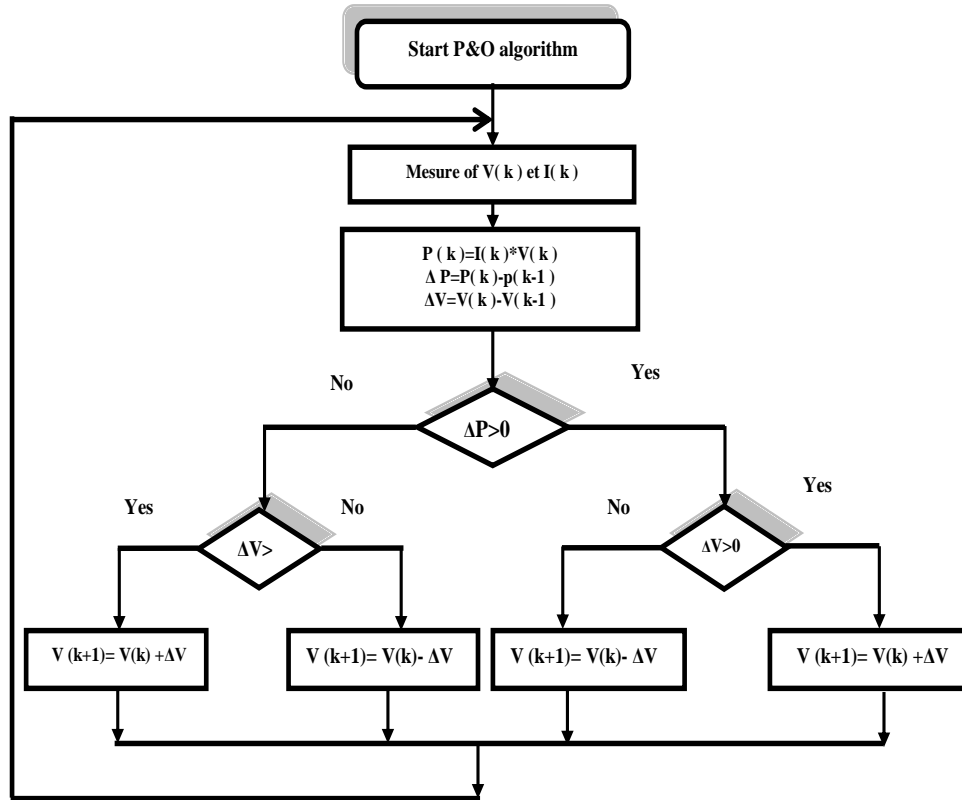 Start P&O algorithm
Mesure of V( k ) et I( k )
P ( k )=I( k )*V( k )
Δ P=P( k )-p( k-1 )
ΔV=V( k )-V( k-1 )
No
Yes
ΔP>0
Yes
No
No
Yes
ΔV>
ΔV>0
V (k+1)= V(k) +ΔV
V (k+1)= V(k)- ΔV
V (k+1)= V(k)- ΔV
V (k+1)= V(k) +ΔV